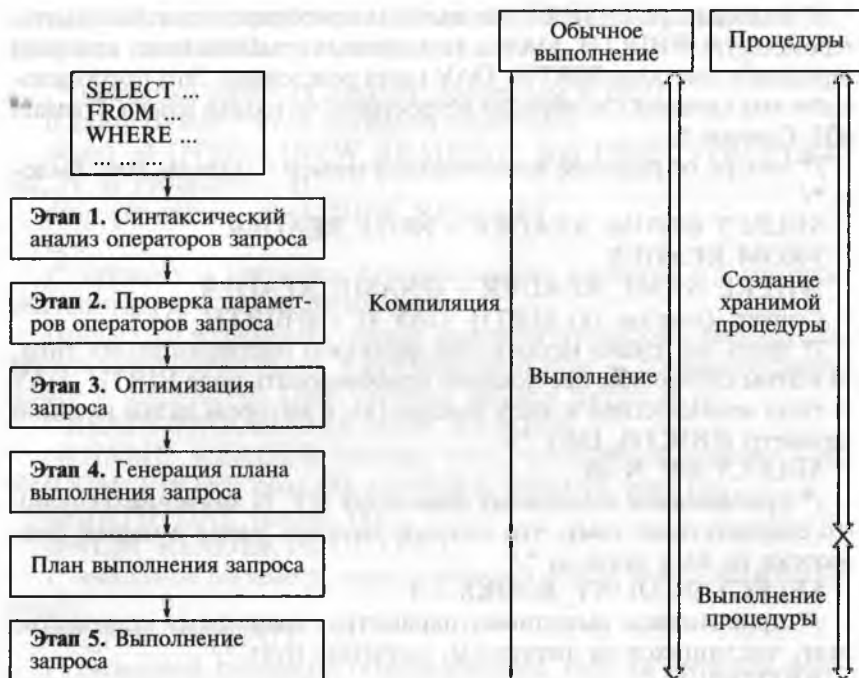 SELECT ...
FROM ...
WHERE ...
... ...
Этап 1. Синтаксический
анализ операторов запроса
Этап 2. Проверка парамет-
ров операторов запроса
Этап 3. Оптимизация
запроса
Этап 4. Генерация плана
выполнения запроса
План выполнения запроса
Этап 5. Выполнение
запроса
Обычное
выполнение
Процедуры
Компиляция
Выполнение
Создание
хранимой
процедуры
Выполнение
процедуры